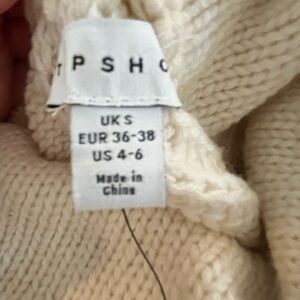 TPSHO
UK S
EUR 36-38
US 4-6
Made in
China